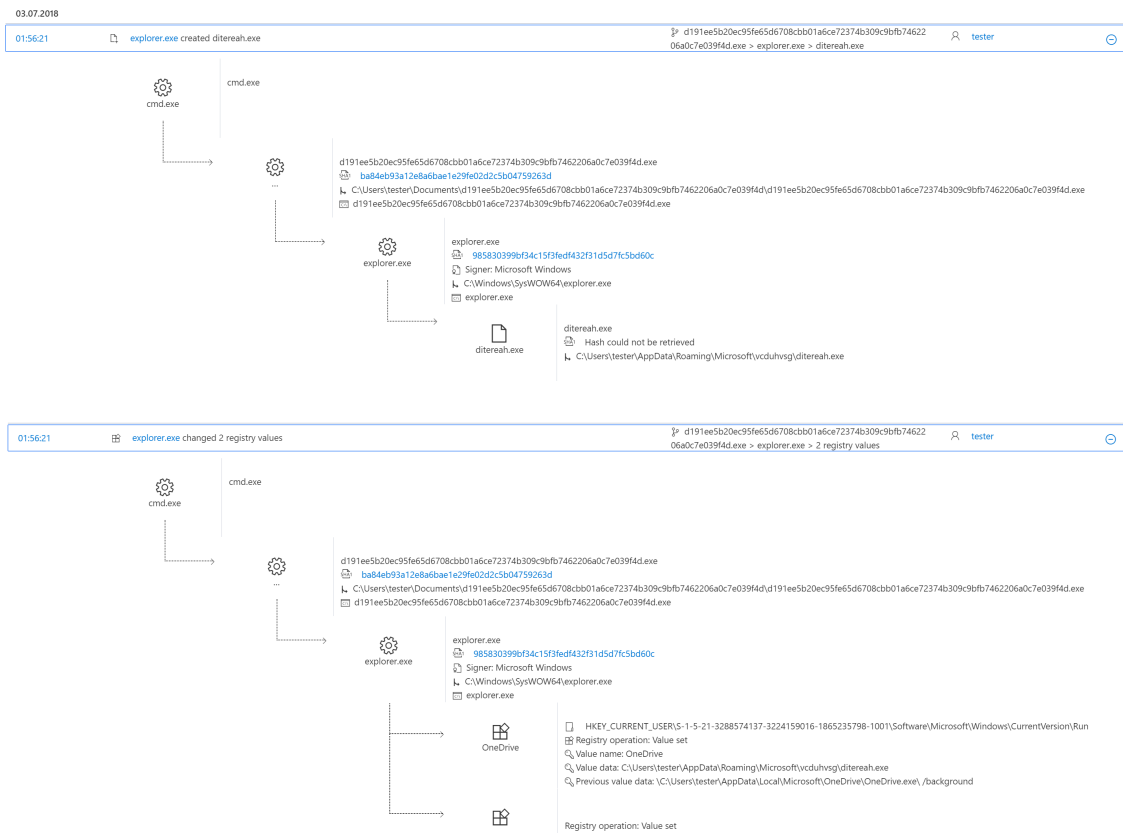 03.07.2018
01:56:21 explorer.exe created ditereah.exe d191ee5b20ec95fe65d6708cbb01a6ce72374b309c9bfb74622 tester
06a0c7e039f4d.exe > explorer.exe > ditereah.exe
cmd.exe
cmd.exe
d191ee5b20ec95fe65d6708cbb01a6ce72374b309c9bfb7462206a0c7e039f4d.exe
SHA1 ba84eb93a12e8a6bae1e29fe02d2c5b04759263d
C:\Users\tester\Documents\d191ee5b20ec95fe65d6708cbb01a6ce72374b309c9bfb7462206a0c7e039f4d\d191ee5b20ec95fe65d6708cbb01a6ce72374b309c9bfb7462206a0c7e039f4d.exe
d191ee5b20ec95fe65d6708cbb01a6ce72374b309c9bfb7462206a0c7e039f4d.exe
...
explorer.exe
explorer.exe
SHA1 985830399bf34c15f3fedf432f31d5d7fc5bd60c
Signer: Microsoft Windows
C:\Windows\SysWOW64\explorer.exe
explorer.exe
ditereah.exe
ditereah.exe
SHA1 Hash could not be retrieved
C:\Users\tester\AppData\Roaming\Microsoft\vcduhvsg\ditereah.exe
01:56:21 explorer.exe changed 2 registry values d191ee5b20ec95fe65d6708cbb01a6ce72374b309c9bfb74622 tester
06a0c7e039f4d.exe > explorer.exe > 2 registry values
cmd.exe
cmd.exe
d191ee5b20ec95fe65d6708cbb01a6ce72374b309c9bfb7462206a0c7e039f4d.exe
SHA1 ba84eb93a12e8a6bae1e29fe02d2c5b04759263d
C:\Users\tester\Documents\d191ee5b20ec95fe65d6708cbb01a6ce72374b309c9bfb7462206a0c7e039f4d\d191ee5b20ec95fe65d6708cbb01a6ce72374b309c9bfb7462206a0c7e039f4d.exe
d191ee5b20ec95fe65d6708cbb01a6ce72374b309c9bfb7462206a0c7e039f4d.exe
...
explorer.exe
explorer.exe
SHA1 985830399bf34c15f3fedf432f31d5d7fc5bd60c
Signer: Microsoft Windows
C:\Windows\SysWOW64\explorer.exe
explorer.exe
OneDrive
HKEY_CURRENT_USER\S-1-5-21-3288574137-3224159016-1865235798-1001\Software\Microsoft\Windows\CurrentVersion\Run
Registry operation: Value set
Value name: OneDrive
Value data: C:\Users\tester\AppData\Roaming\Microsoft\vcduhvsg\ditereah.exe
Previous value data: \C:\Users\tester\AppData\Local\Microsoft\OneDrive\OneDrive.exe\ /background
Registry operation: Value set